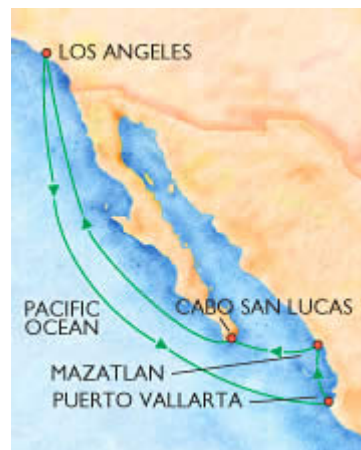 LOS ANGELES
PACIFIC
OCEAN
CABO SAN LUCAS
MAZATLAN
PUERTO VALLARTA